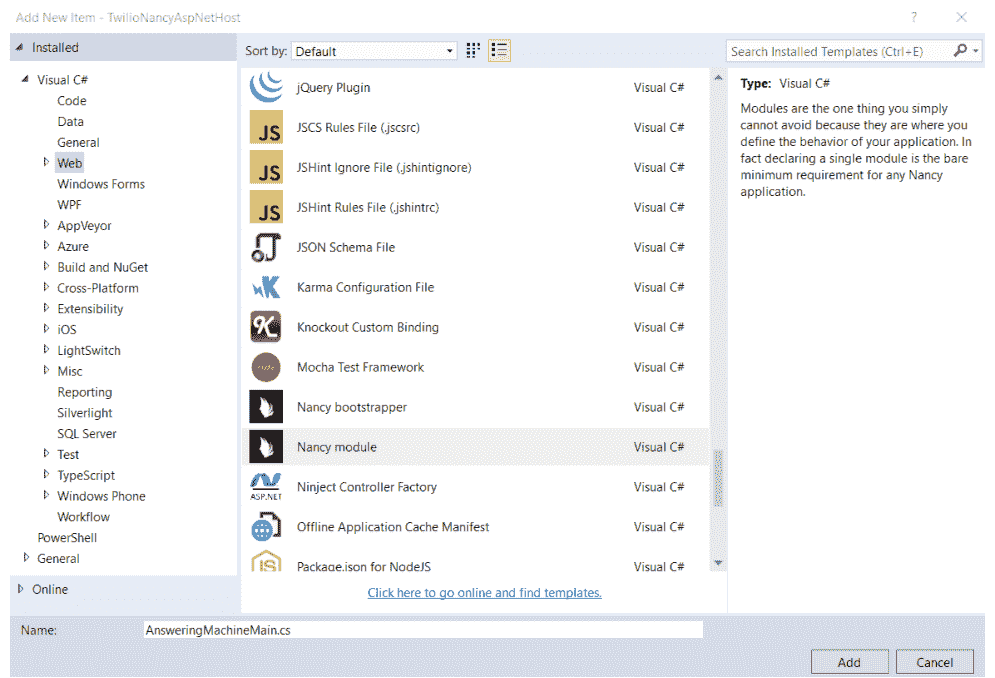 Add New Item - TwilioNancyAspNetHost
?
Installed
Sort by:
Default
Search Installed Templates (Ctrl+E)
Visual C#
Code
Data
General
Web
Windows Forms
WPF
AppVeyor
Azure
Build and NuGet
Cross-Platform
Extensibility
iOS
LightSwitch
Misc
Reporting
Silverlight
SQL Server
Test
TypeScript
Windows Phone
Workflow
PowerShell
General
Online
jQuery Plugin Visual C#
JS JSCS Rules File (.jscsrc) Visual C#
JS JSHint Ignore File (.jshintignore) Visual C#
JS JSHint Rules File (.jshintrc) Visual C#
JSON Schema File Visual C#
Karma Configuration File Visual C#
Knockout Custom Binding Visual C#
Mocha Test Framework Visual C#
Nancy bootstrapper Visual C#
Nancy module Visual C#
ASP.NET Ninject Controller Factory Visual C#
Offline Application Cache Manifest Visual C#
Package.json for NodeJS Visual C#
Click here to go online and find templates.
Type: Visual C#
Modules are the one thing you simply
cannot avoid because they are where you
define the behavior of your application. In
fact declaring a single module is the bare
minimum requirement for any Nancy
application.
Name:
AnsweringMachineMain.cs
Add
Cancel